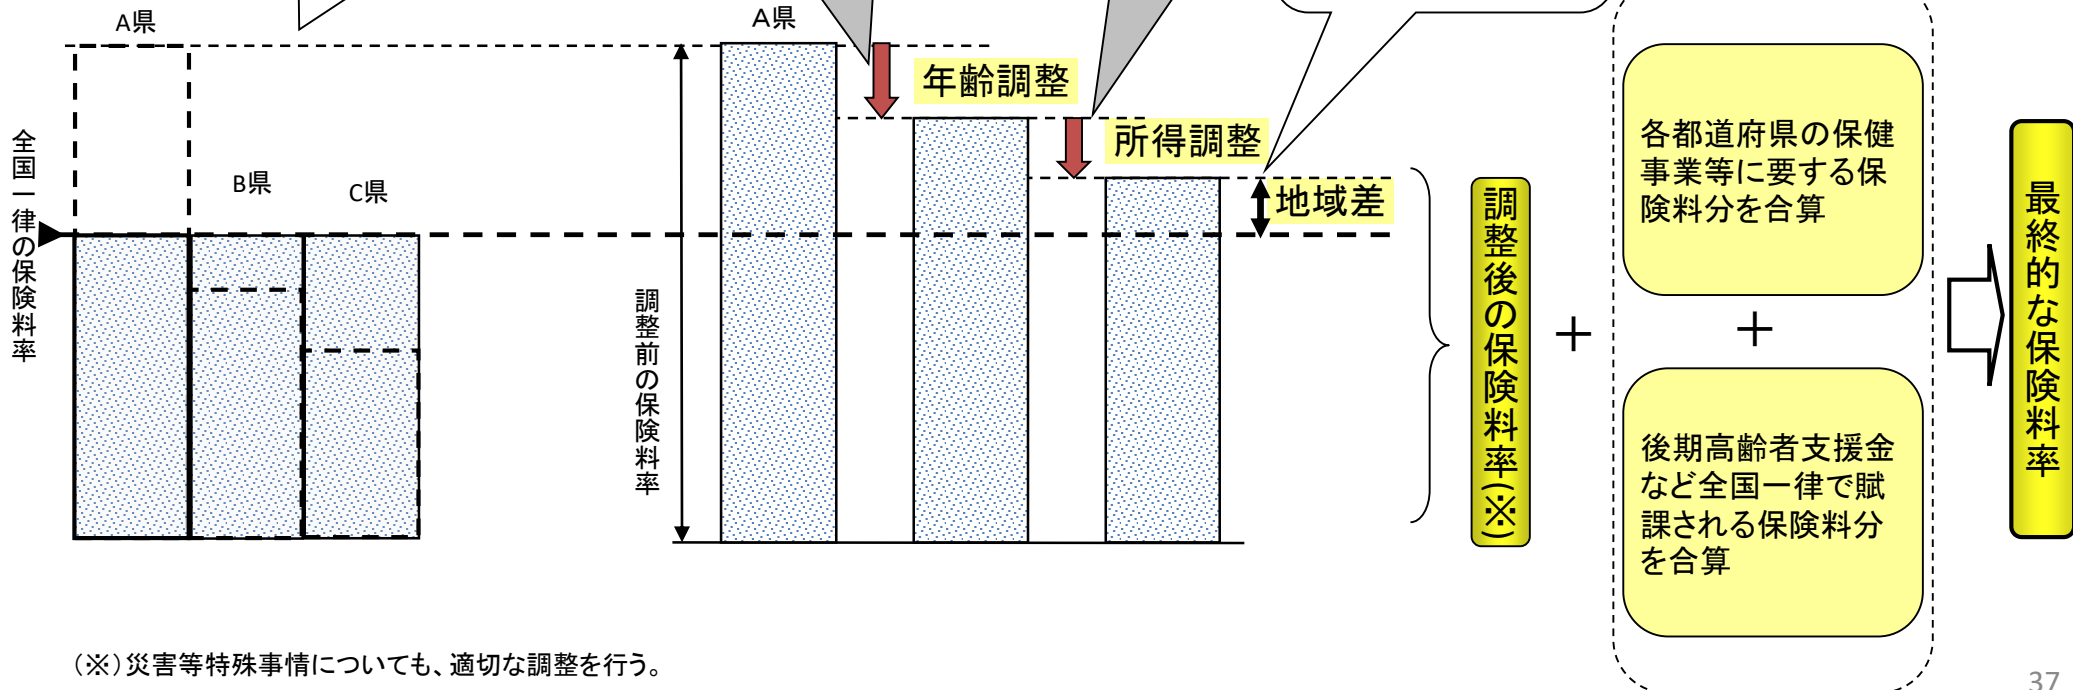 A県
B県
C県
全国一律の保険料率
A県
調整前の保険料率
年齢調整
所得調整
地域差
調整後の保険料率(※)
+
各都道府県の保健
事業等に要する保
険料分を合算
+
後期高齢者支援金
など全国一律で賦
課される保険料分
を合算
最終的な保険料率
(※)災害等特殊事情についても、適切な調整を行う。
37